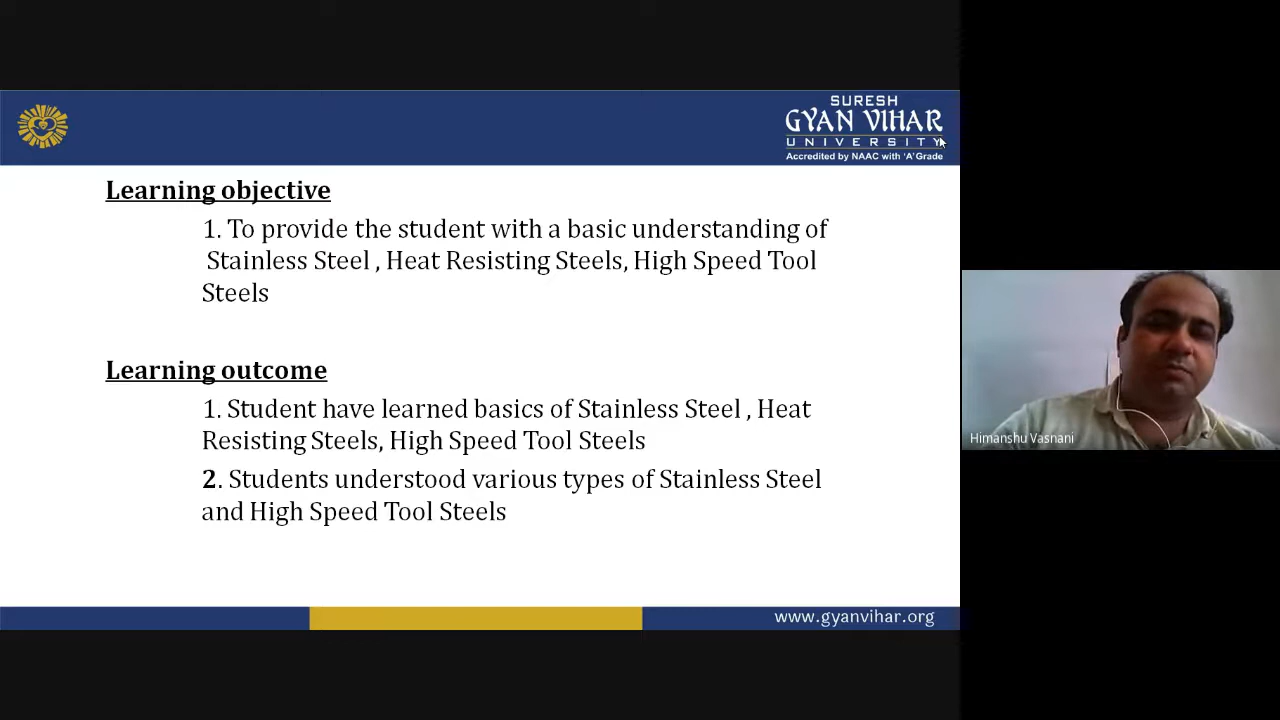 SURESH
GYAN VIHAR
UNIVERSITY
Accredited by NAAC with 'A' Grade
Learning objective
1. To provide the student with a basic understanding of
Stainless Steel , Heat Resisting Steels, High Speed Tool
Steels
Learning outcome
1. Student have learned basics of Stainless Steel , Heat
Resisting Steels, High Speed Tool Steels
2. Students understood various types of Stainless Steel
and High Speed Tool Steels
www.gyanvihar.org
Himanshu Vasnani